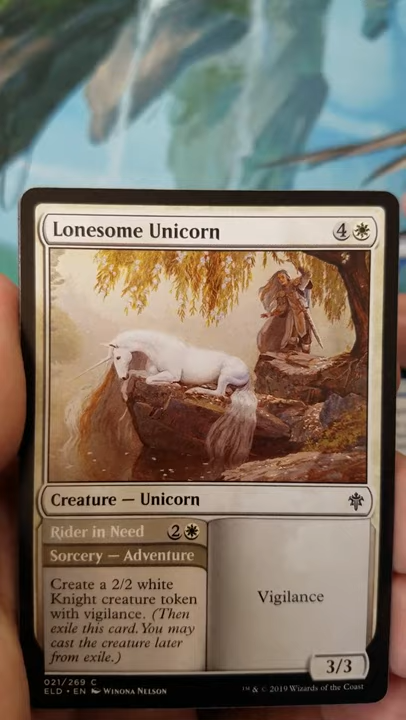 Lonesome Unicorn 4
Creature — Unicorn
Rider in Need 2
Sorcery — Adventure
Create a 2/2 white
Knight creature token
with vigilance. (Then
exile this card. You may
cast the creature later
from exile.)
Vigilance
3/3
021/269 C
ELD • EN Winona Nelson
™ & © 2019 Wizards of the Coast